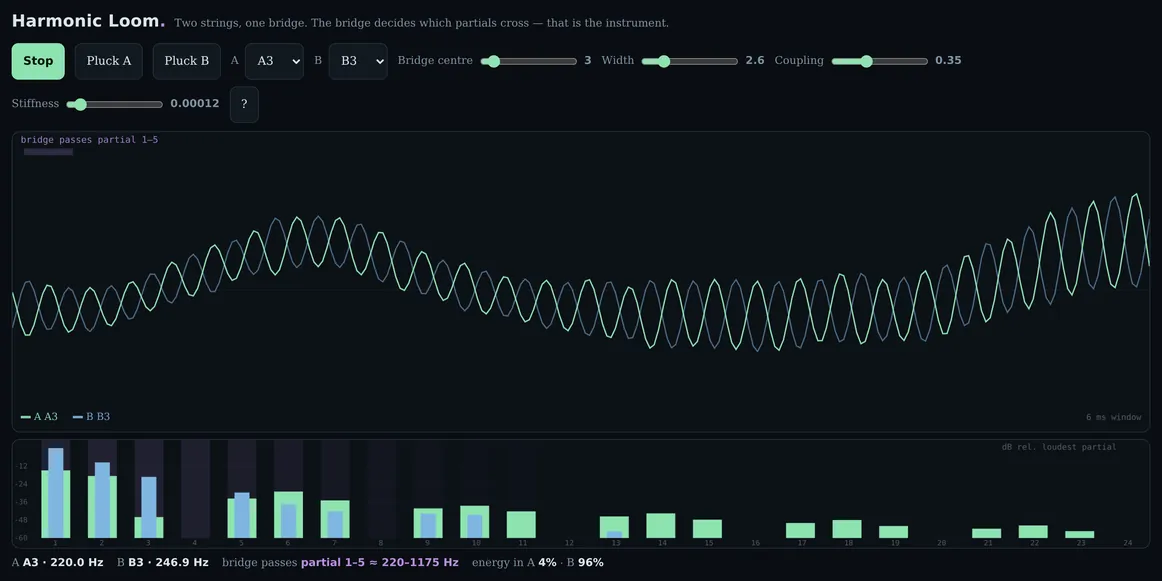 Harmonic Loom. Two strings, one bridge. The bridge decides which partials cross — that is the instrument.
Stop Pluck A Pluck B A A3 B B3 Bridge centre 3 Width 2.6 Coupling 0.35
Stiffness 0.00012 ?
bridge passes partial 1–5
A A3 B B3 6 ms window
dB rel. loudest partial
-12
-24
-36
-48
-60
1 2 3 4 5 6 7 8 9 10 11 12 13 14 15 16 17 18 19 20 21 22 23 24
A A3 · 220.0 Hz B B3 · 246.9 Hz bridge passes partial 1–5 ≈ 220–1175 Hz energy in A 4% · B 96%